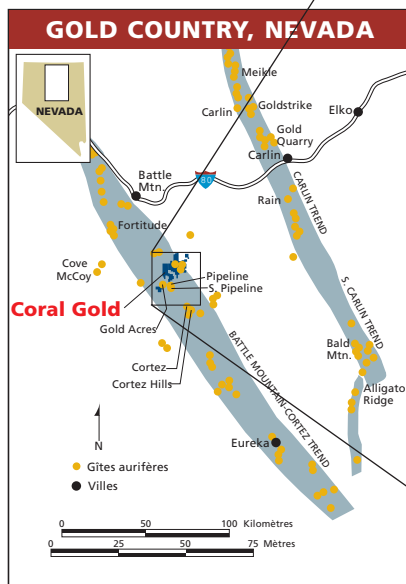 GOLD COUNTRY, NEVADA
NEVADA
Meikle
Carlin
Goldstrike
Elko
Gold
Quarry
Carlin
80
Battle
Mtn.
Rain
CARLIN TREND
Fortitude
Cove
McCoy
Pipeline
S. Pipeline
Coral Gold
Gold Acres
S. CARLIN TREND
Cortez
Cortez Hills
Bald
Mtn.
BATTLE MOUNTAIN-CORTEZ TREND
Alligator
Ridge
N
Eureka
Gîtes aurifères
Villes
0 50 100 Kilomètres
0 25 50 75 Mètres